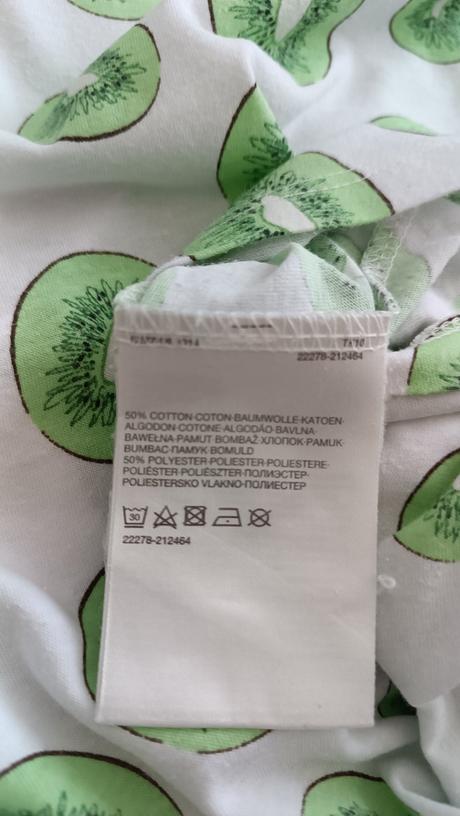 22278-212464
50% COTTON·COTON·BAUMWOLLE·KATOEN·
ALGODON·COTONE·ALGODÃO·BAVLNA·
BAWEŁNA·PAMUT BOMBAŽ·ХЛОПОК·PAMUK·
BUMBAC·ПАМУК·BOMULD
50% POLYESTER·POLIESTER·POLIESTERE·
POLIÉSTER·POLIÉSZTER·ПОЛИЭСТЕР·
POLIESTERSKO VLAKNO·ПОЛИЕСТЕР
30
22278-212464